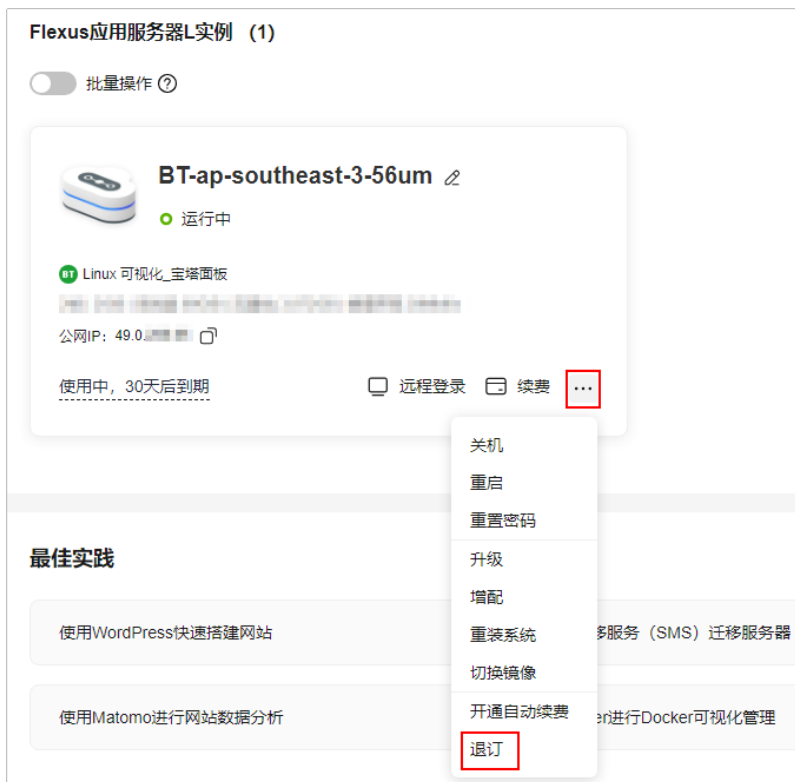 Flexus应用服务器L实例 (1)
批量操作 ?
BT-ap-southeast-3-56um
运行中
BT Linux 可视化_宝塔面板
公网IP: 49.0.
使用中，30天后到期
远程登录 续费 ...
关机
重启
重置密码
升级
增配
重装系统
切换镜像
开通自动续费
退订
最佳实践
使用WordPress快速搭建网站
移服务（SMS）迁移服务器
使用Matomo进行网站数据分析
er进行Docker可视化管理